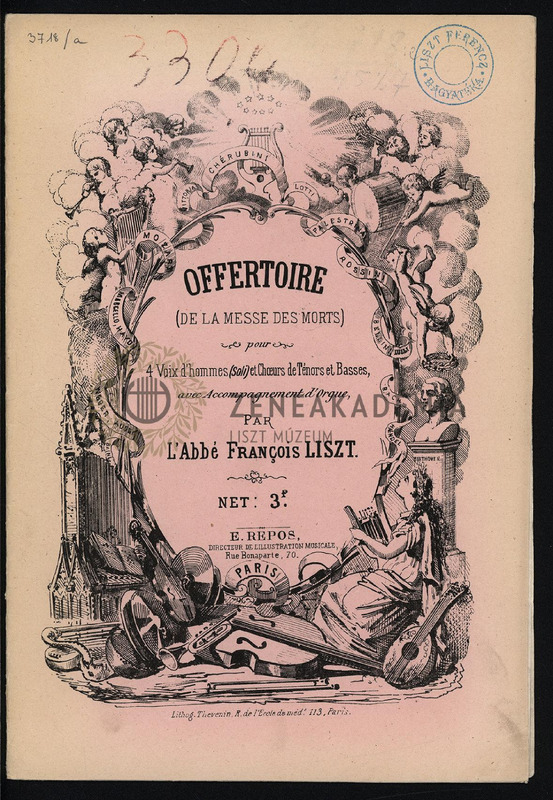 3718/a
3304
LISZT FERENCZ
HAGYATÉKA
CHÉRUBINI
LOTTI
PALESTRINA
MOZART
ROSSINI
MARCELLO
OFFERTOIRE
(DE LA MESSE DES MORTS)
pour
4 Voix d'hommes (Soli) et Chœurs de Ténors et Basses,
avec Accompagnement d'Orgue,
ZENEAKADÉMIA
PAR
LISZT MÚZEUM
L'Abbé FRANÇOIS LISZT.
NET: 3f.
E. REPOS,
DIRECTEUR DE L'ILLUSTRATION MUSICALE,
Rue Bonaparte, 70.
PARIS
Lithog. Thevenin, R. de l'Ecole de méd. 113, Paris.